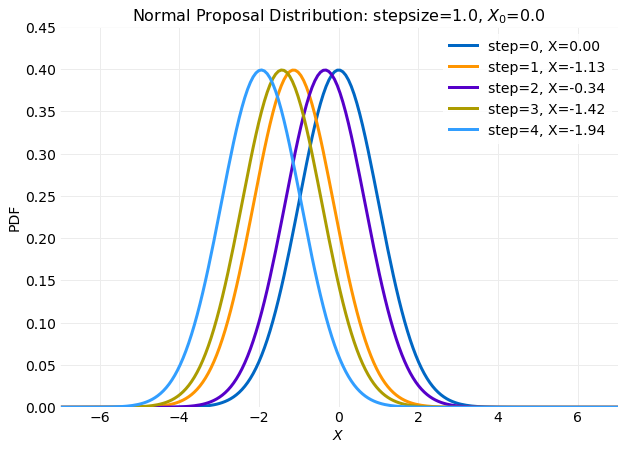 Normal Proposal Distribution: stepsize=1.0, X₀=0.0
0.45
0.40
0.35
0.30
0.25
0.20
0.15
0.10
0.05
0.00
PDF
step=0, X=0.00
step=1, X=-1.13
step=2, X=-0.34
step=3, X=-1.42
step=4, X=-1.94
−6 −4 −2 0 2 4 6
X